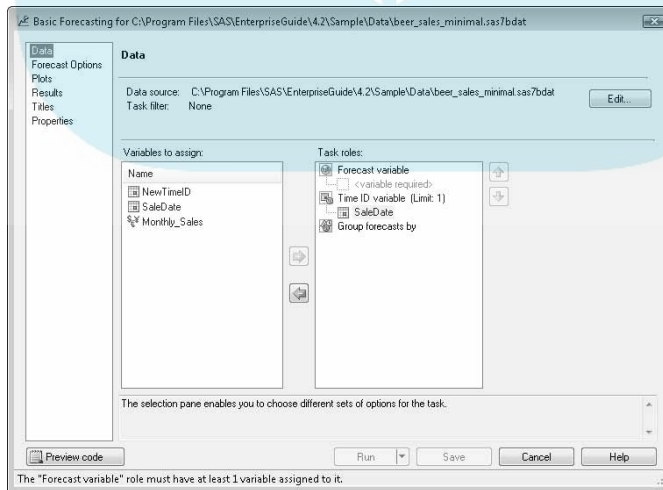 Basic Forecasting for C:\Program Files\SAS\EnterpriseGuide\4.2\Sample\Data\beer_sales_minimal.sas7bdat
Data
Forecast Options
Plots
Results
Titles
Properties
Data
Data source: C:\Program Files\SAS\EnterpriseGuide\4.2\Sample\Data\beer_sales_minimal.sas7bdat
Task filter: None
Edit...
Variables to assign:
Name
NewTimeID
SaleDate
Monthly_Sales
Task roles:
Forecast variable
<variable required>
Time ID variable (Limit: 1)
SaleDate
Group forecasts by
The selection pane enables you to choose different sets of options for the task.
Preview code
Run
Save
Cancel
Help
The "Forecast variable" role must have at least 1 variable assigned to it.